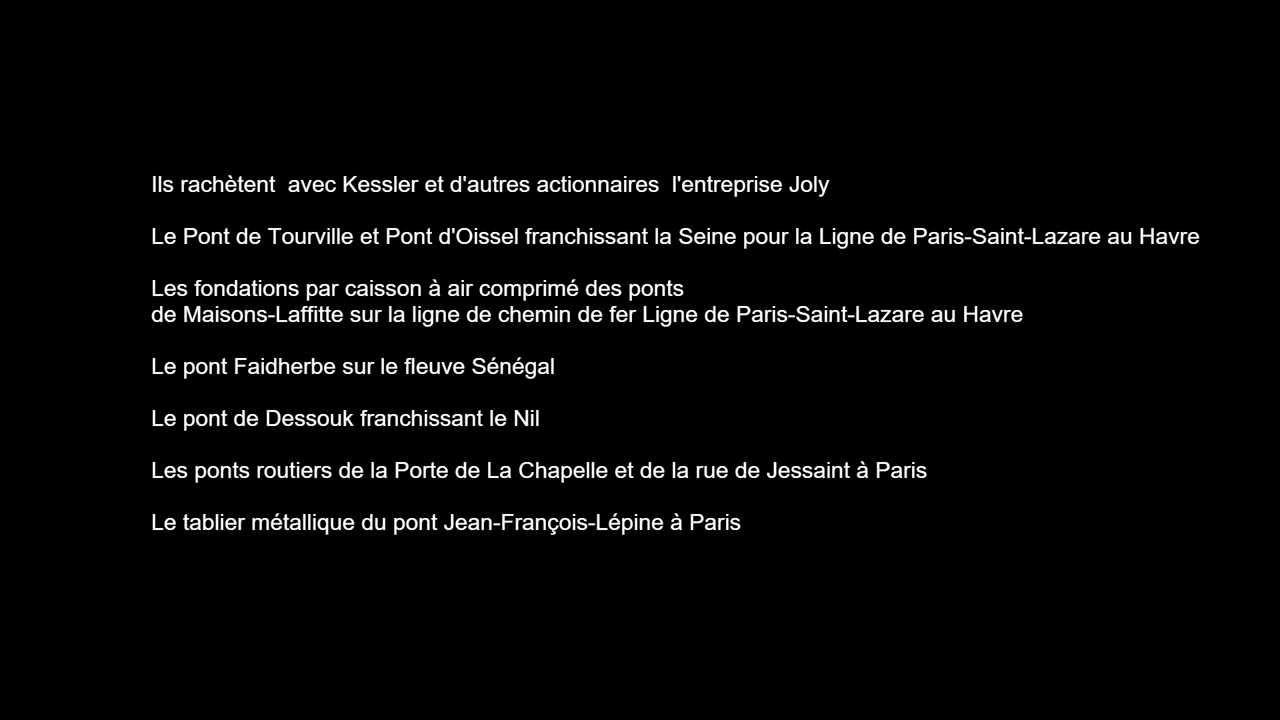 Ils rachètent  avec Kessler et d'autres actionnaires  l'entreprise Joly
Le Pont de Tourville et Pont d'Oissel franchissant la Seine pour la Ligne de Paris-Saint-Lazare au Havre
Les fondations par caisson à air comprimé des ponts
de Maisons-Laffitte sur la ligne de chemin de fer Ligne de Paris-Saint-Lazare au Havre
Le pont Faidherbe sur le fleuve Sénégal
Le pont de Dessouk franchissant le Nil
Les ponts routiers de la Porte de La Chapelle et de la rue de Jessaint à Paris
Le tablier métallique du pont Jean-François-Lépine à Paris